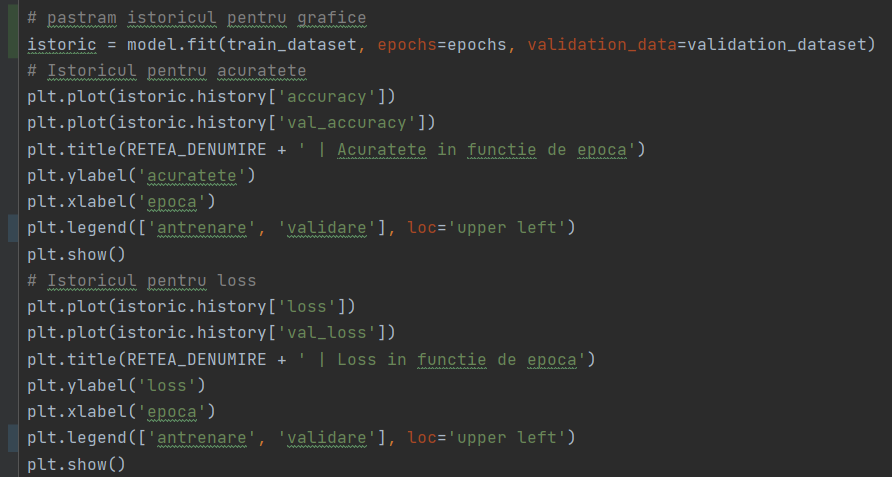 # pastram istoricul pentru grafice
istoric = model.fit(train_dataset, epochs=epochs, validation_data=validation_dataset)
# Istoricul pentru acuratete
plt.plot(istoric.history['accuracy'])
plt.plot(istoric.history['val_accuracy'])
plt.title(RETEA_DENUMIRE + ' | Acuratete in functie de epoca')
plt.ylabel('acuratete')
plt.xlabel('epoca')
plt.legend(['antrenare', 'validare'], loc='upper left')
plt.show()
# Istoricul pentru loss
plt.plot(istoric.history['loss'])
plt.plot(istoric.history['val_loss'])
plt.title(RETEA_DENUMIRE + ' | Loss in functie de epoca')
plt.ylabel('loss')
plt.xlabel('epoca')
plt.legend(['antrenare', 'validare'], loc='upper left')
plt.show()